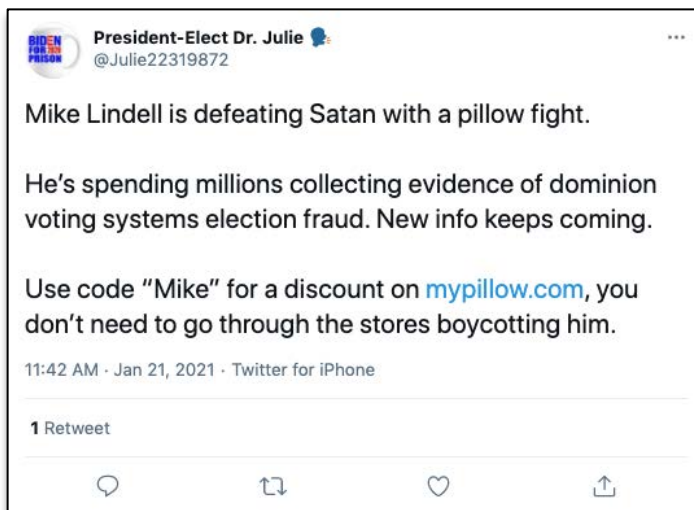 BIDEN
FOR
PRISON
President-Elect Dr. Julie
@Julie22319872
Mike Lindell is defeating Satan with a pillow fight.
He's spending millions collecting evidence of dominion
voting systems election fraud. New info keeps coming.
Use code “Mike” for a discount on mypillow.com, you
don't need to go through the stores boycotting him.
11:42 AM · Jan 21, 2021 · Twitter for iPhone
1 Retweet